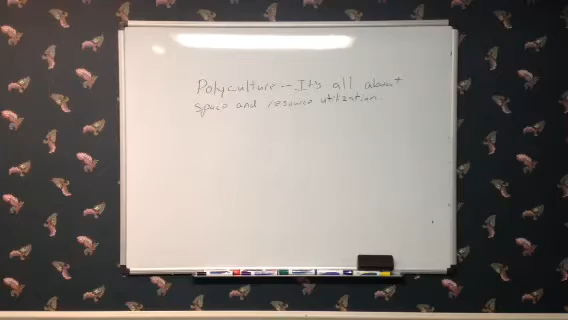 Polyculture -- It's all about
space and resource utilization.